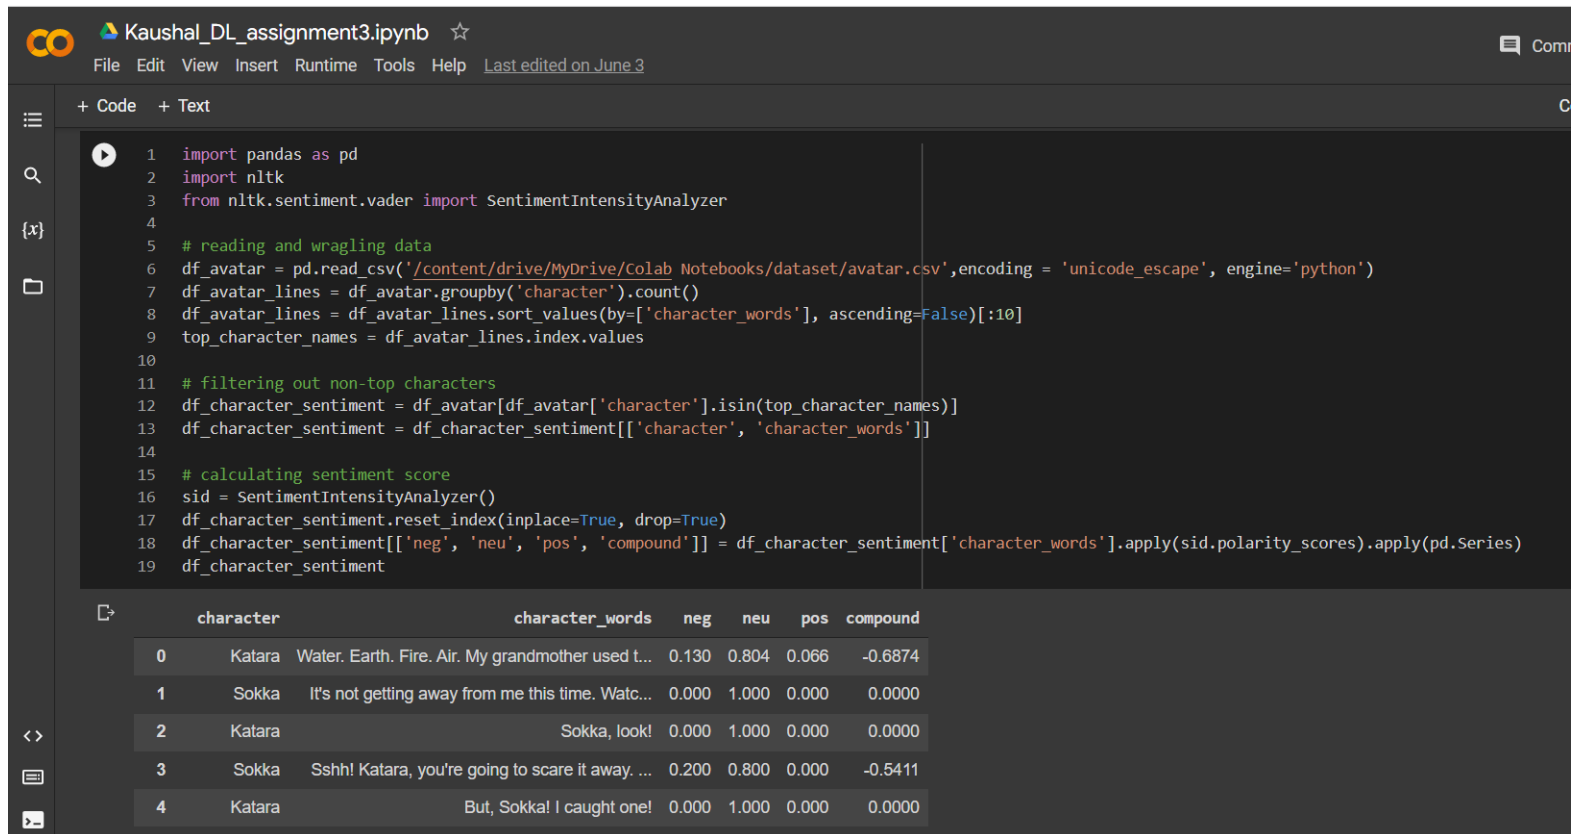 Kaushal_DL_assignment3.ipynb
File Edit View Insert Runtime Tools Help Last edited on June 3
+ Code + Text
1 import pandas as pd
2 import nltk
3 from nltk.sentiment.vader import SentimentIntensityAnalyzer
4
5 # reading and wragling data
6 df_avatar = pd.read_csv('/content/drive/MyDrive/Colab Notebooks/dataset/avatar.csv',encoding = 'unicode_escape', engine='python')
7 df_avatar_lines = df_avatar.groupby('character').count()
8 df_avatar_lines = df_avatar_lines.sort_values(by=['character_words'], ascending=False)[:10]
9 top_character_names = df_avatar_lines.index.values
10
11 # filtering out non-top characters
12 df_character_sentiment = df_avatar[df_avatar['character'].isin(top_character_names)]
13 df_character_sentiment = df_character_sentiment[['character', 'character_words']]
14
15 # calculating sentiment score
16 sid = SentimentIntensityAnalyzer()
17 df_character_sentiment.reset_index(inplace=True, drop=True)
18 df_character_sentiment[['neg', 'neu', 'pos', 'compound']] = df_character_sentiment['character_words'].apply(sid.polarity_scores).apply(pd.Series)
19 df_character_sentiment
character character_words neg neu pos compound
0 Katara Water. Earth. Fire. Air. My grandmother used t... 0.130 0.804 0.066 -0.6874
1 Sokka It's not getting away from me this time. Watc... 0.000 1.000 0.000 0.0000
2 Katara Sokka, look! 0.000 1.000 0.000 0.0000
3 Sokka Sshh! Katara, you're going to scare it away. ... 0.200 0.800 0.000 -0.5411
4 Katara But, Sokka! I caught one! 0.000 1.000 0.000 0.0000